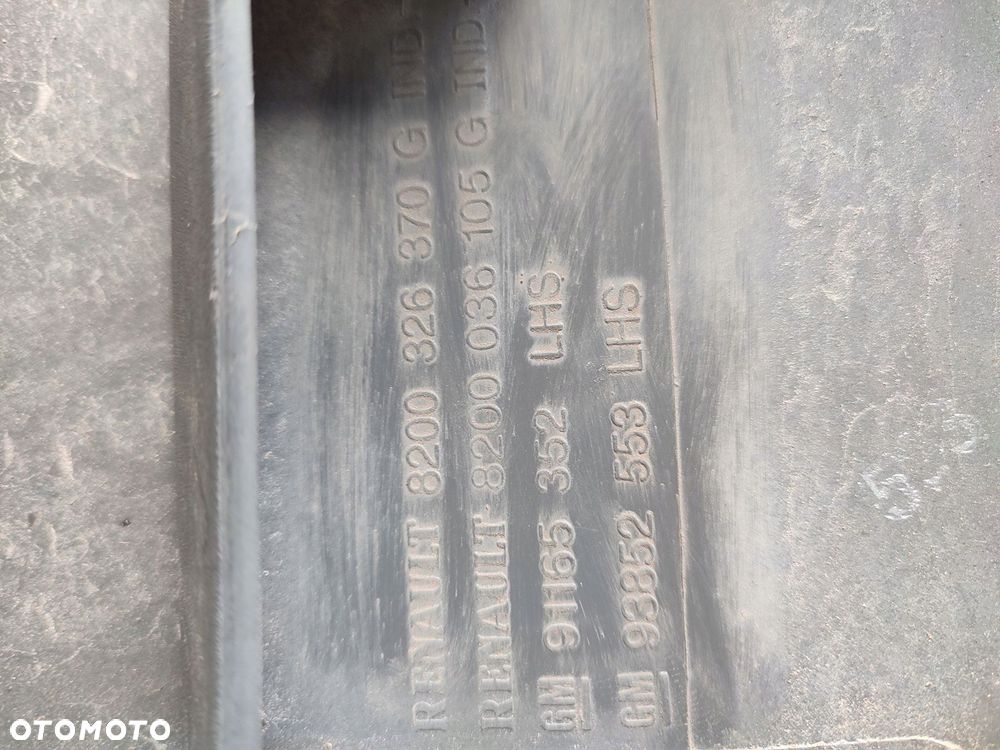 RENAULT 8200 326 370 G IND-
RENAULT 8200 036 105 G IND-
GM 91165 352 LHS
GM 93852 553 LHS
OTOMOTO